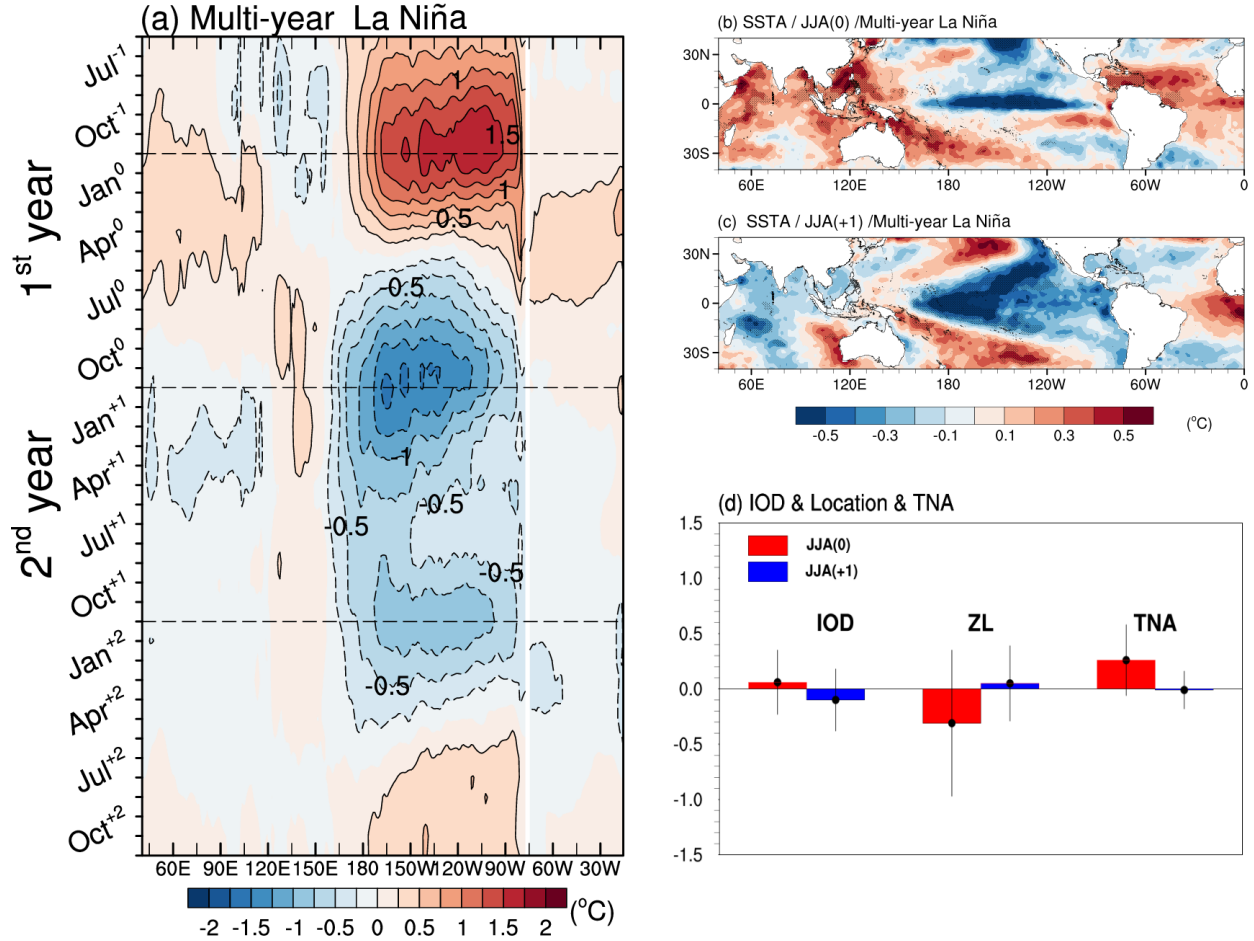 (a) Multi-year La Niña
1st year
2nd year
Jul-1
Oct-1
Jan0
Apr0
Jul0
Oct0
Jan+1
Apr+1
Jul+1
Oct+1
Jan+2
Apr+2
Jul+2
Oct+2
1
1.5
1
0.5
-0.5
-1
-0.5
-0.5
-0.5
-0.5
60E 90E 120E 150E 180 150W 120W 90W 60W 30W
-2 -1.5 -1 -0.5 0 0.5 1 1.5 2 (oC)
(b) SSTA / JJA(0) /Multi-year La Niña
30N
0
30S
60E 120E 180 120W 60W 0
(c) SSTA / JJA(+1) /Multi-year La Niña
30N
0
30S
60E 120E 180 120W 60W 0
-0.5 -0.3 -0.1 0.1 0.3 0.5 (oC)
(d) IOD & Location & TNA
1.5
1.0
0.5
0.0
-0.5
-1.0
-1.5
JJA(0)
JJA(+1)
IOD ZL TNA